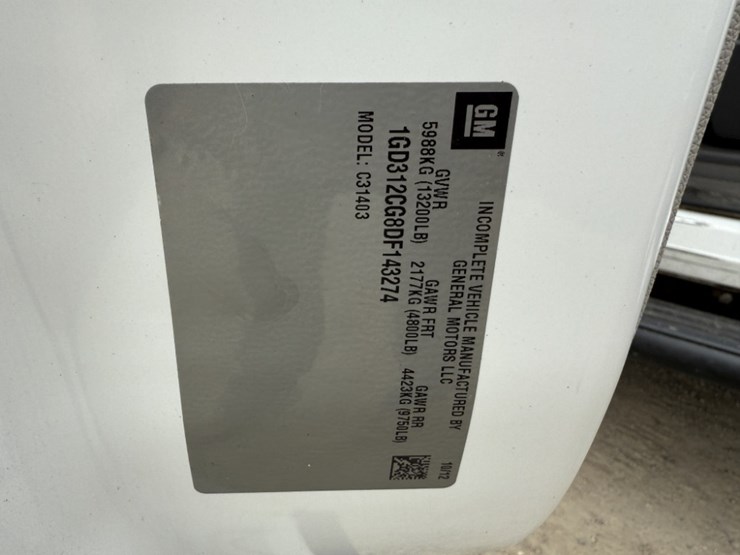 GM
®
INCOMPLETE VEHICLE MANUFACTURED BY
GENERAL MOTORS LLC
10/12
GVWR GAWR FRT GAWR RR
5988KG (13200LB) 2177KG (4800LB) 4423KG (9750LB)
1GD312CG8DF143274
MODEL: C31403